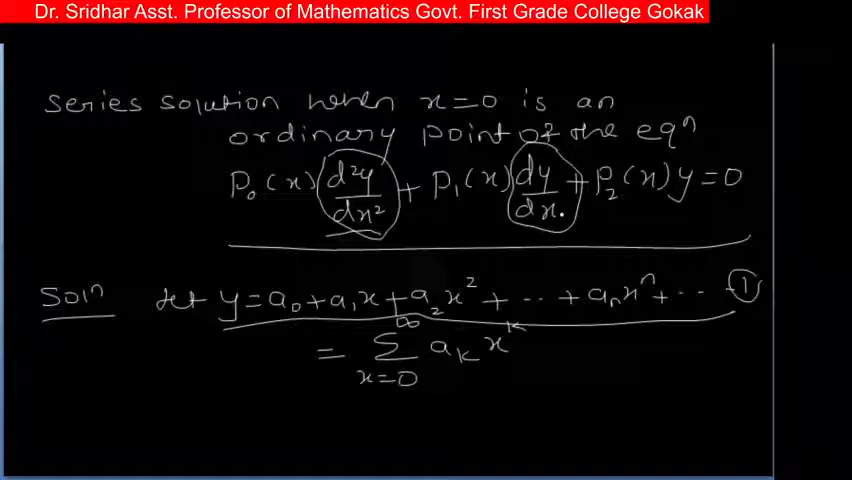 Dr. Sridhar Asst. Professor of Mathematics Govt. First Grade College Gokak
series solution when x=0 is an
ordinary point of the eqⁿ
P₀(x) d²y/dx² + P₁(x) dy/dx + P₂(x) y = 0
Solⁿ let y = a₀ + a₁x + a₂x² + ... + aₙxⁿ + ... - ①
= ∑_{x=0}^{∞} a_k x^k